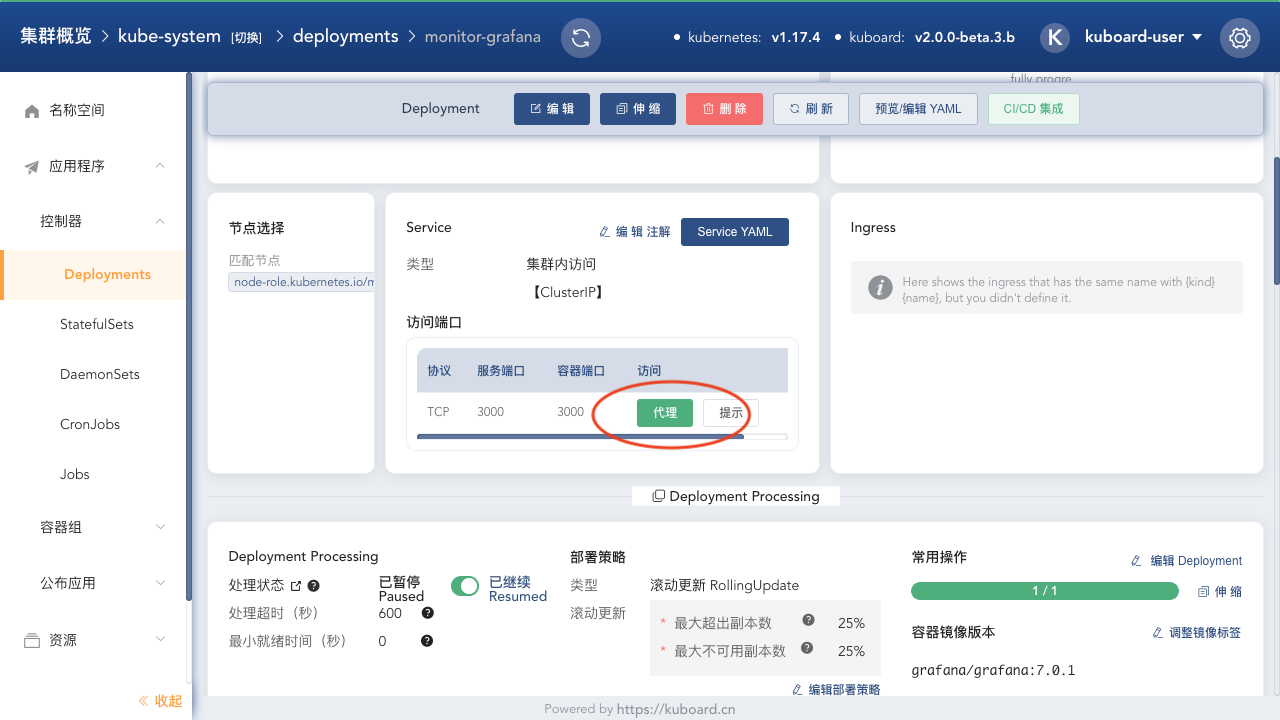 集群概览 kube-system [切换] deployments monitor-grafana
kubernetes: v1.17.4 kuboard: v2.0.0-beta.3.b
K kuboard-user
名称空间
应用程序
控制器
Deployments
StatefulSets
DaemonSets
CronJobs
Jobs
容器组
公布应用
资源
收起
fully progre
Deployment 编 辑 伸 缩 删 除 刷 新 预览/编辑 YAML CI/CD 集成
节点选择
匹配节点
node-role.kubernetes.io/m
Service 编 辑 注解 Service YAML
类型 集群内访问
【ClusterIP】
访问端口
协议 服务端口 容器端口 访问
TCP 3000 3000 代理 提示
Ingress
Here shows the ingress that has the same name with {kind}
{name}, but you didn't define it.
Deployment Processing
Deployment Processing
处理状态 已暂停 已继续
Paused Resumed
处理超时（秒） 600
最小就绪时间（秒） 0
部署策略
类型 滚动更新 RollingUpdate
滚动更新
* 最大超出副本数 25%
* 最大不可用副本数 25%
编辑部署策略
常用操作 编辑 Deployment
1 / 1 伸 缩
容器镜像版本 调整镜像标签
grafana/grafana:7.0.1
Powered by https://kuboard.cn